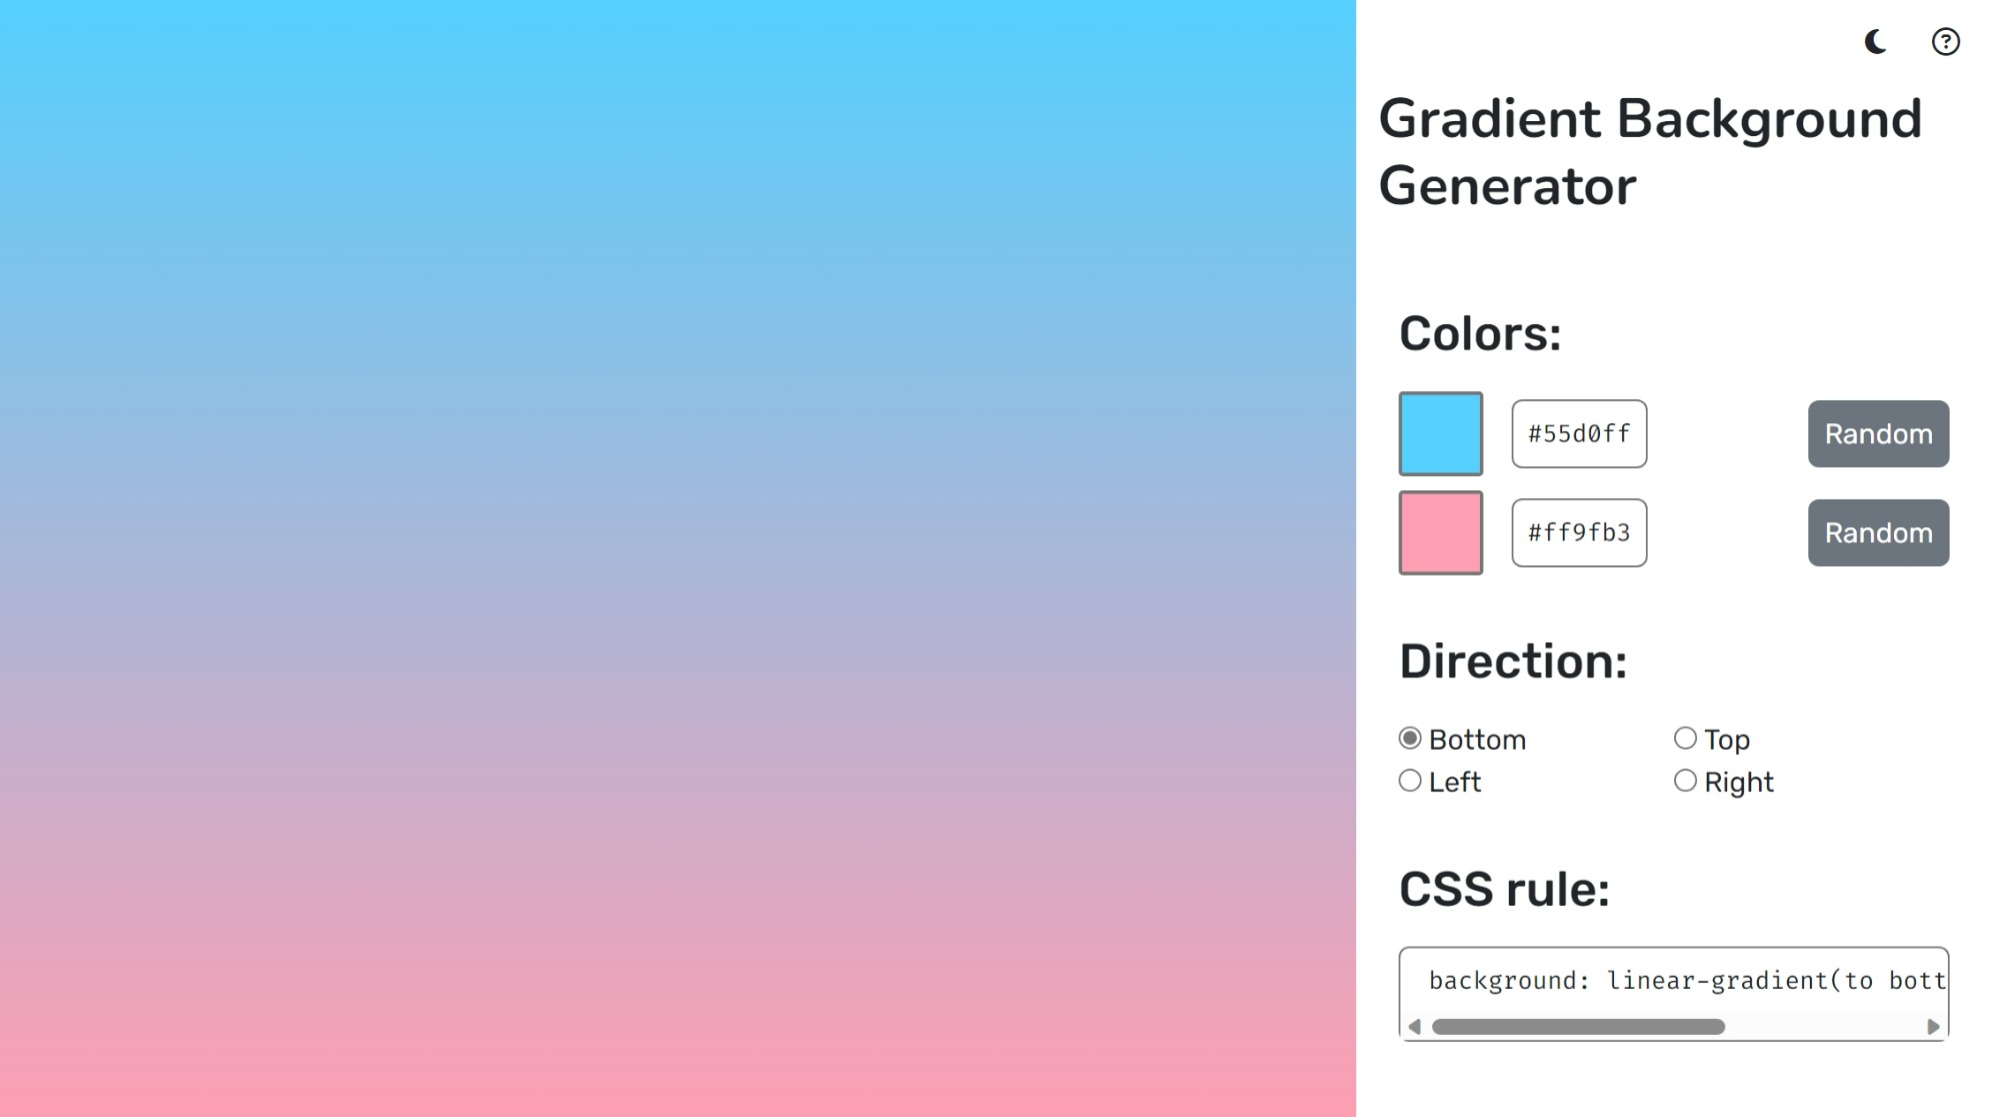 Gradient Background
Generator
Colors:
#55d0ff
Random
#ff9fb3
Random
Direction:
Bottom
Top
Left
Right
CSS rule:
background: linear-gradient(to bott